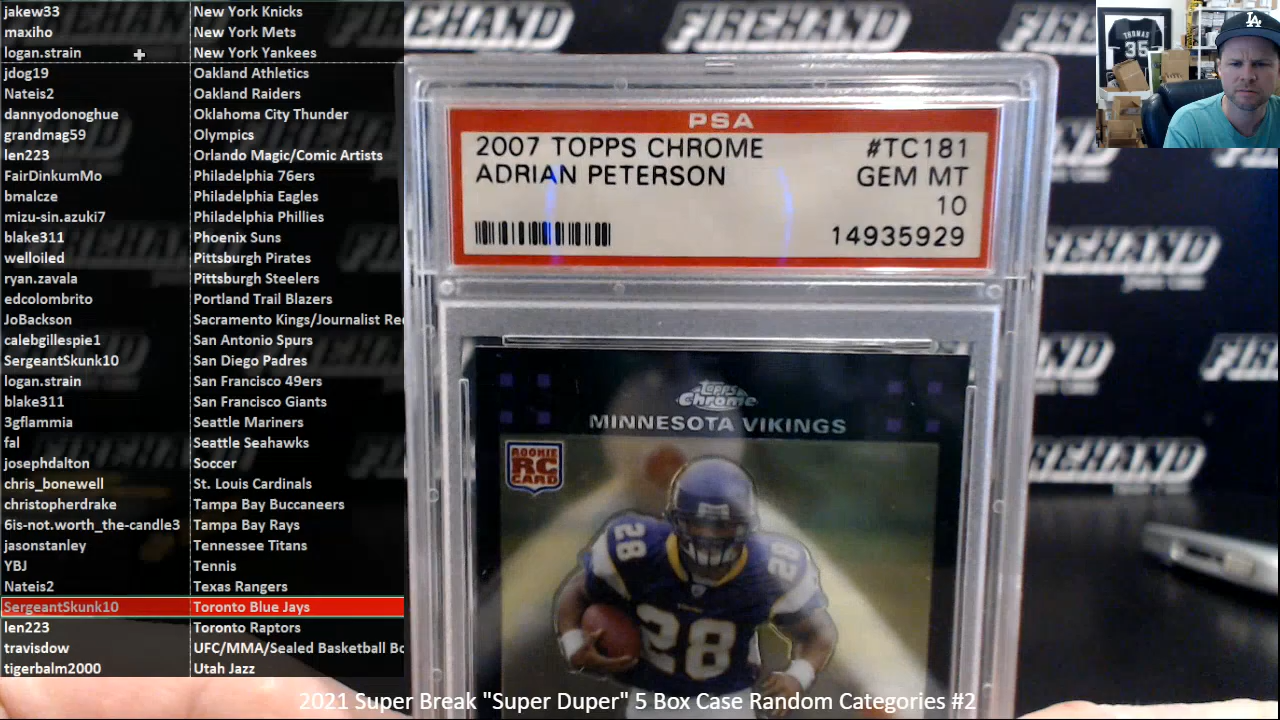 jakew33 New York Knicks
maxiho New York Mets
logan.strain New York Yankees
jdog19 Oakland Athletics
Nateis2 Oakland Raiders
dannyodonoghue Oklahoma City Thunder
grandmag59 Olympics
len223 Orlando Magic/Comic Artists
FairDinkumMo Philadelphia 76ers
bmalcze Philadelphia Eagles
mizu-sin.azuki7 Philadelphia Phillies
blake311 Phoenix Suns
welloiled Pittsburgh Pirates
ryan.zavala Pittsburgh Steelers
edcolombrito Portland Trail Blazers
JoBackson Sacramento Kings/Journalist Re
calebgillespie1 San Antonio Spurs
SergeantSkunk10 San Diego Padres
logan.strain San Francisco 49ers
blake311 San Francisco Giants
3gflammia Seattle Mariners
fal Seattle Seahawks
josephdalton Soccer
chris_bonewell St. Louis Cardinals
christopherdrake Tampa Bay Buccaneers
6is-not.worth_the-candle3 Tampa Bay Rays
jasonstanley Tennessee Titans
YBJ Tennis
Nateis2 Texas Rangers
SergeantSkunk10 Toronto Blue Jays
len223 Toronto Raptors
travisdow UFC/MMA/Sealed Basketball Bo
tigerbalm2000 Utah Jazz
PSA
2007 TOPPS CHROME #TC181
ADRIAN PETERSON GEM MT
10
14935929
Topps
Chrome
MINNESOTA VIKINGS
ROOKIE
RC
CARD
28
28
28
THOMAS
35
LA
FIREHAND
FIREHAND
FIREHAND
2021 Super Break "Super Duper" 5 Box Case Random Categories #2